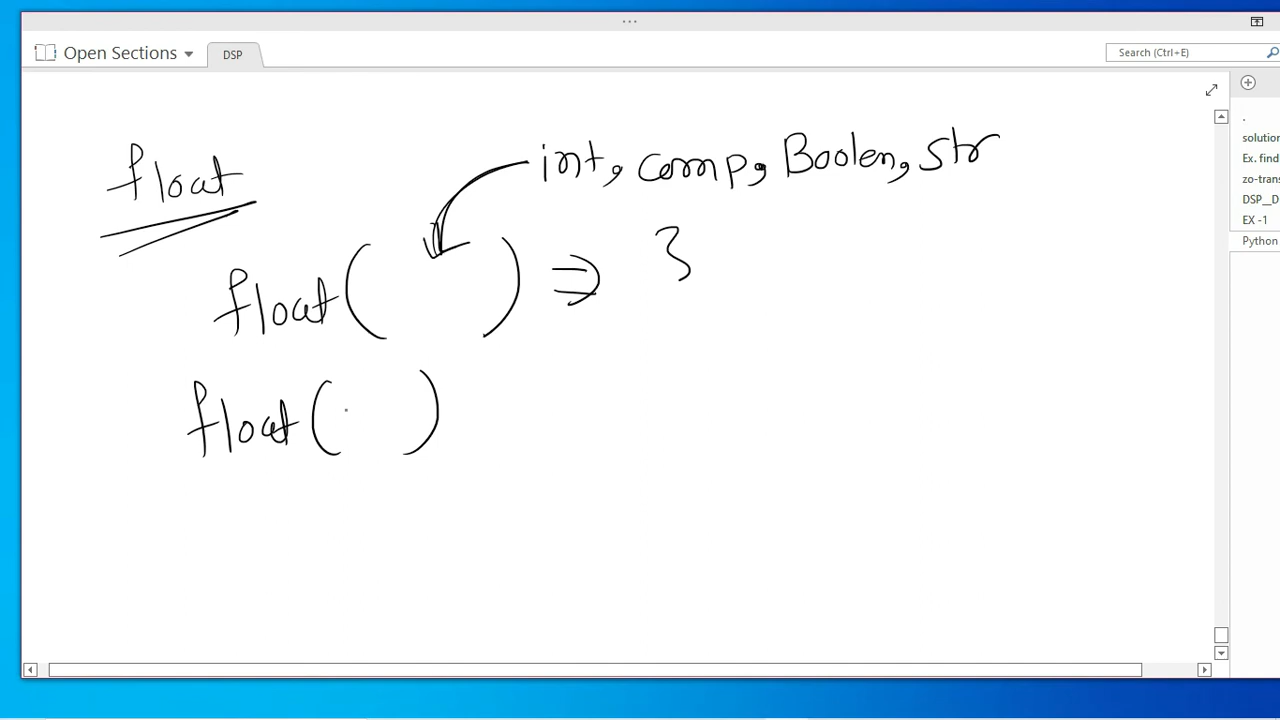 Open Sections
DSP
Search (Ctrl+E)
.
solution
Ex. find
zo-trans
DSP__D
EX -1
Python
float
int, comp, Boolen, str
float( ) ⇒ 3
float( )